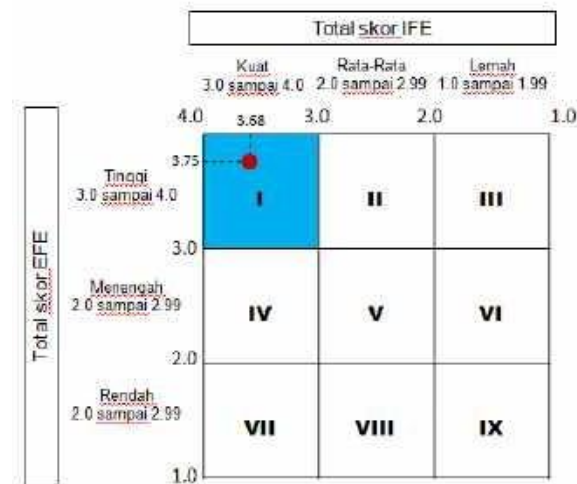 Total skor IFE
Kuat
3.0 sampai 4.0
Rata-Rata
2.0 sampai 2.99
Lemah
1.0 sampai 1.99
4.0
3.68
3.0
2.0
1.0
Total skor EFE
3.75
Tinggi
3.0 sampai 4.0
I
II
III
3.0
Menengah
2.0 sampai 2.99
IV
V
VI
2.0
Rendah
2.0 sampai 2.99
VII
VIII
IX
1.0